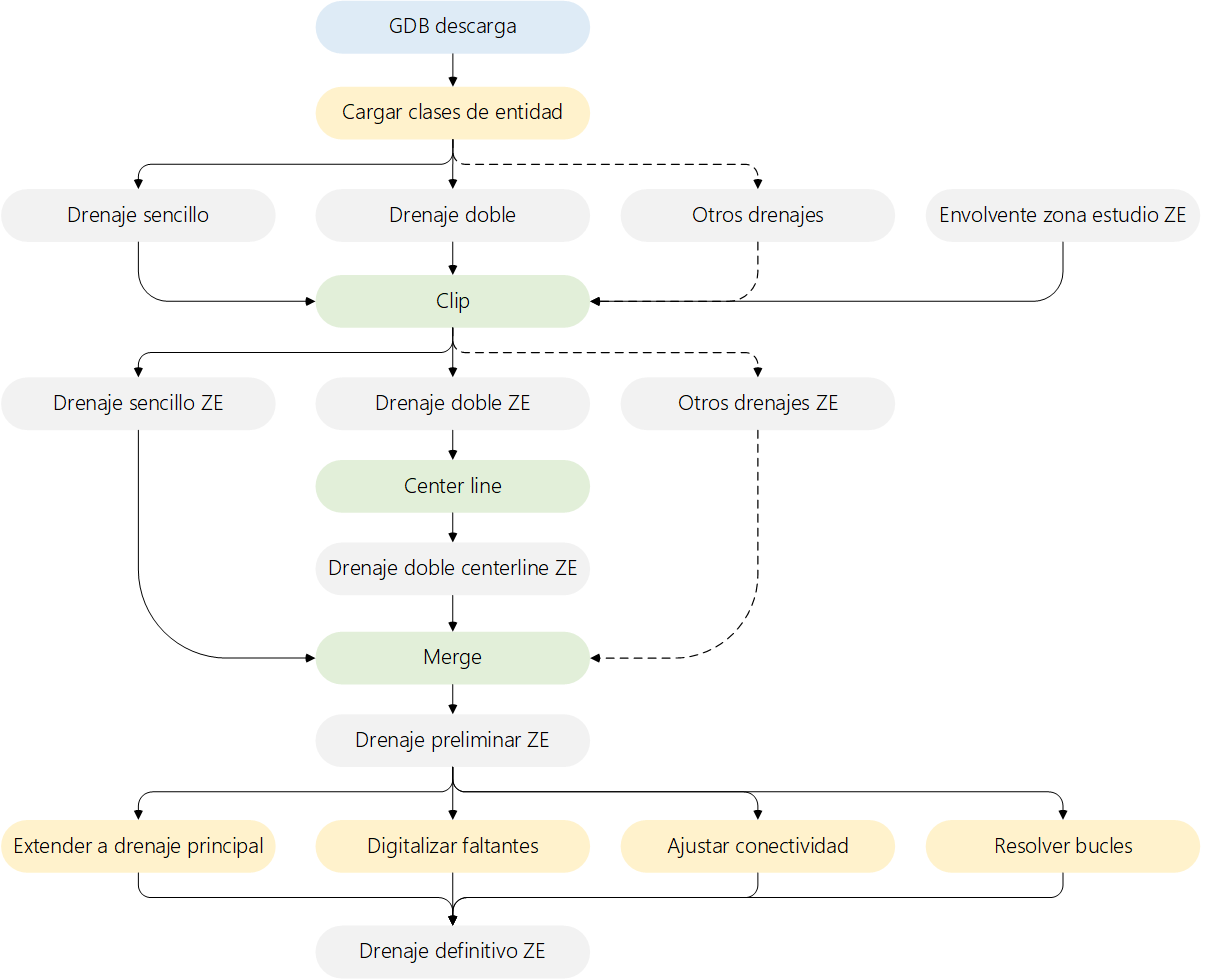 GDB descarga
Cargar clases de entidad
Drenaje sencillo
Drenaje doble
Otros drenajes
Envolvente zona estudio ZE
Clip
Drenaje sencillo ZE
Drenaje doble ZE
Otros drenajes ZE
Center line
Drenaje doble centerline ZE
Merge
Drenaje preliminar ZE
Extender a drenaje principal
Digitalizar faltantes
Ajustar conectividad
Resolver bucles
Drenaje definitivo ZE